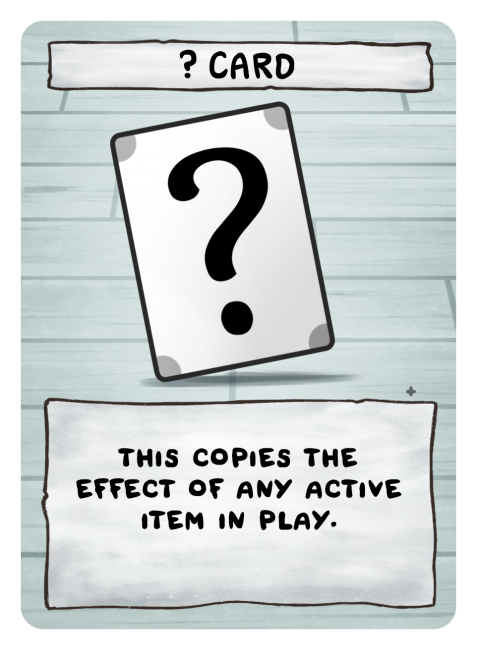 ? CARD
?
THIS COPIES THE
EFFECT OF ANY ACTIVE
ITEM IN PLAY.